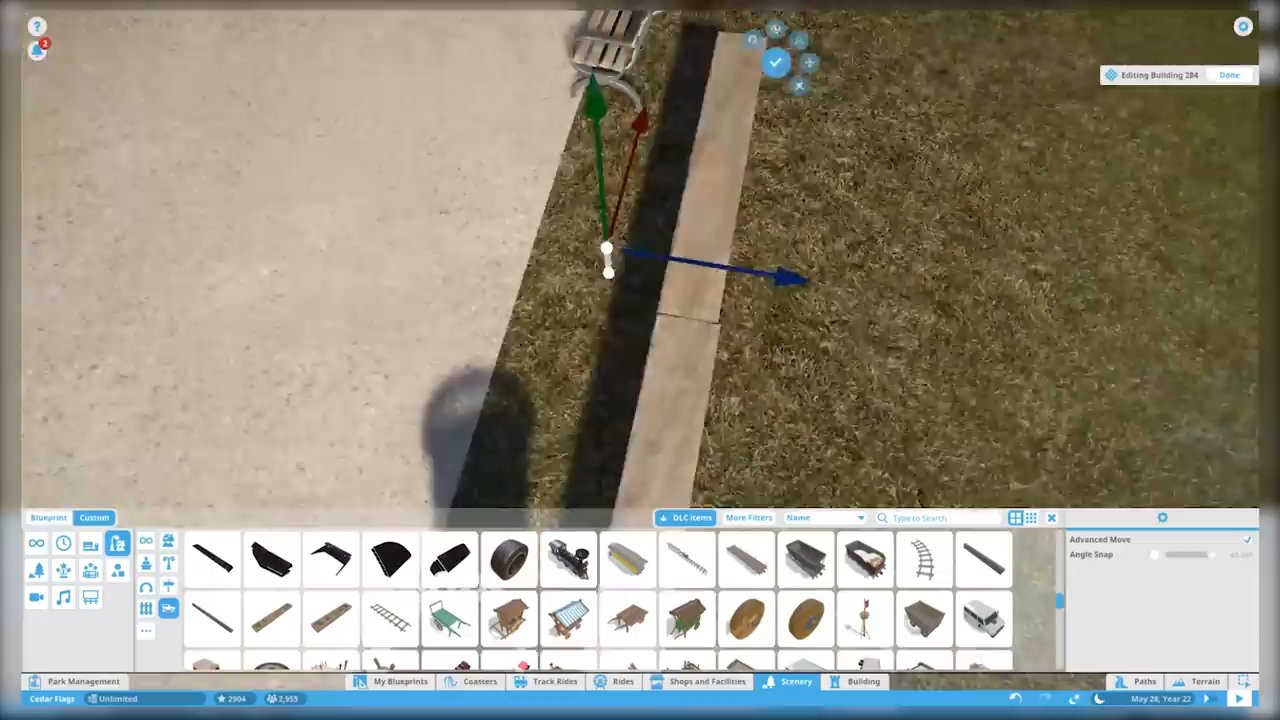 ?
2
Editing Building 284 Done
Blueprint Custom
DLC items More Filters Name Type to Search
Advanced Move
Angle Snap
Park Management My Blueprints Coasters Track Rides Rides Shops and Facilities Scenery Building Paths Terrain
Cedar Flags Unlimited 2904 2,955 May 28, Year 22